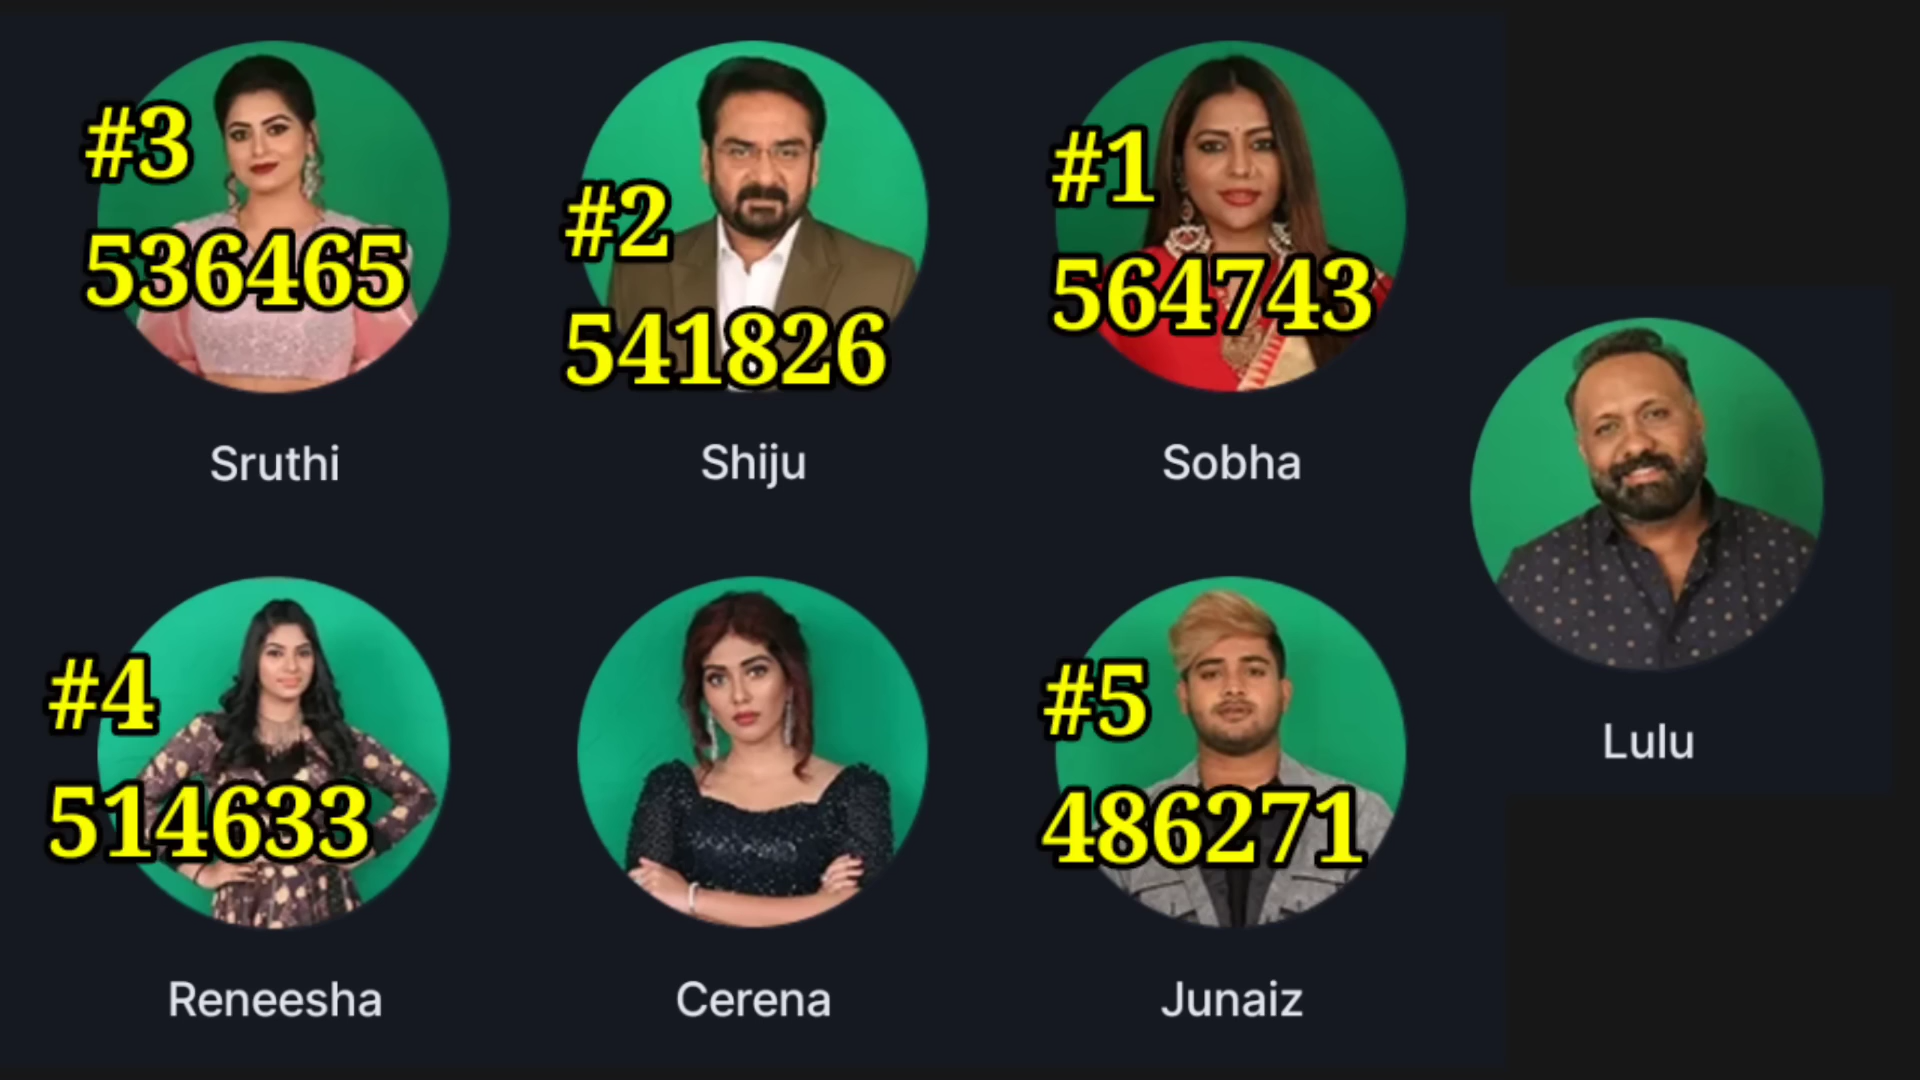 #3
536465
Sruthi
#2
541826
Shiju
#1
564743
Sobha
#4
514633
Reneesha
Cerena
#5
486271
Junaiz
Lulu